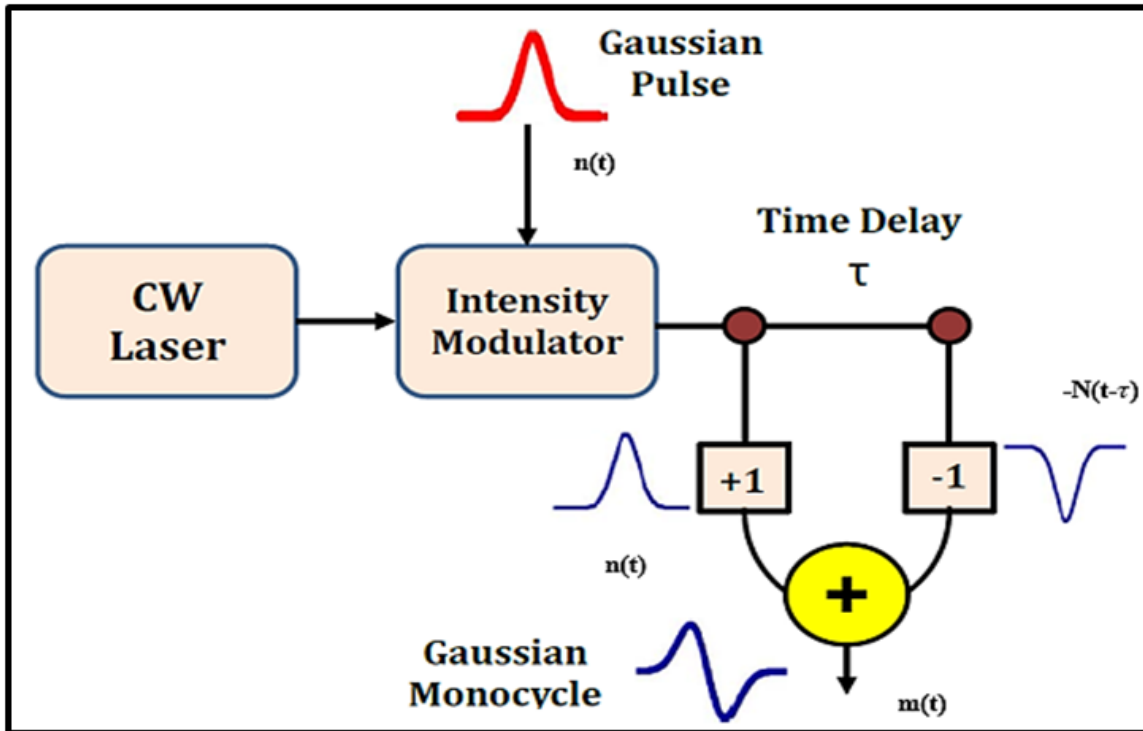 Gaussian
Pulse
n(t)
Time Delay
τ
CW
Laser
Intensity
Modulator
-N(t-τ)
+1
-1
n(t)
+
Gaussian
Monocycle
m(t)